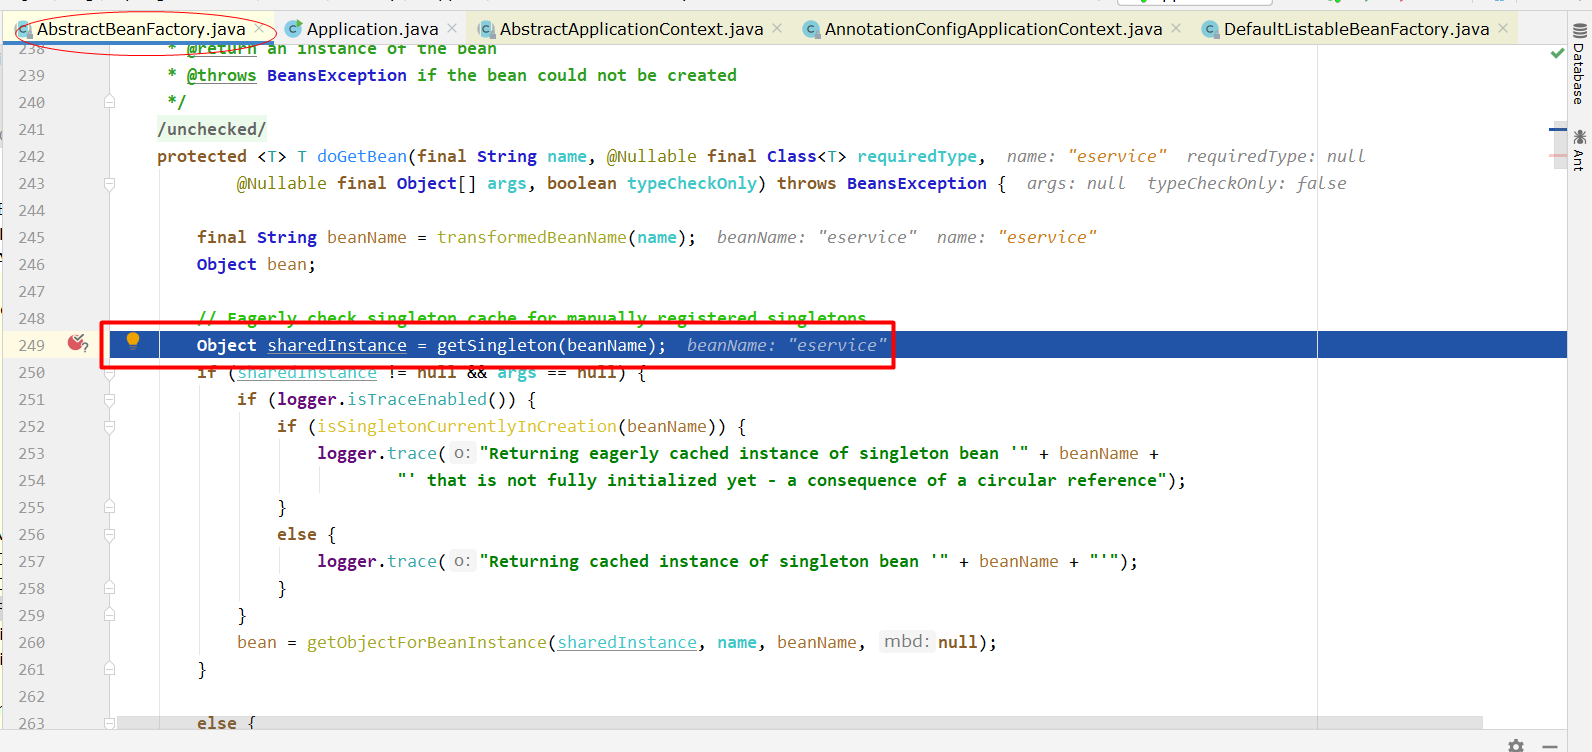 AbstractBeanFactory.java Application.java AbstractApplicationContext.java AnnotationConfigApplicationContext.java DefaultListableBeanFactory.java
238 * @return an instance of the bean
239 * @throws BeansException if the bean could not be created
240 */
241 /unchecked/
242 protected <T> T doGetBean(final String name, @Nullable final Class<T> requiredType, name: "eservice" requiredType: null
243 @Nullable final Object[] args, boolean typeCheckOnly) throws BeansException { args: null typeCheckOnly: false
244
245 final String beanName = transformedBeanName(name); beanName: "eservice" name: "eservice"
246 Object bean;
247
248 // Eagerly check singleton cache for manually registered singletons
249 Object sharedInstance = getSingleton(beanName); beanName: "eservice"
250 if (sharedInstance != null && args == null) {
251 if (logger.isTraceEnabled()) {
252 if (isSingletonCurrentlyInCreation(beanName)) {
253 logger.trace( o: "Returning eagerly cached instance of singleton bean '" + beanName +
254 "' that is not fully initialized yet - a consequence of a circular reference");
255 }
256 else {
257 logger.trace( o: "Returning cached instance of singleton bean '" + beanName + "'");
258 }
259 }
260 bean = getObjectForBeanInstance(sharedInstance, name, beanName, mbd: null);
261 }
262
263 else {
Database
Ant